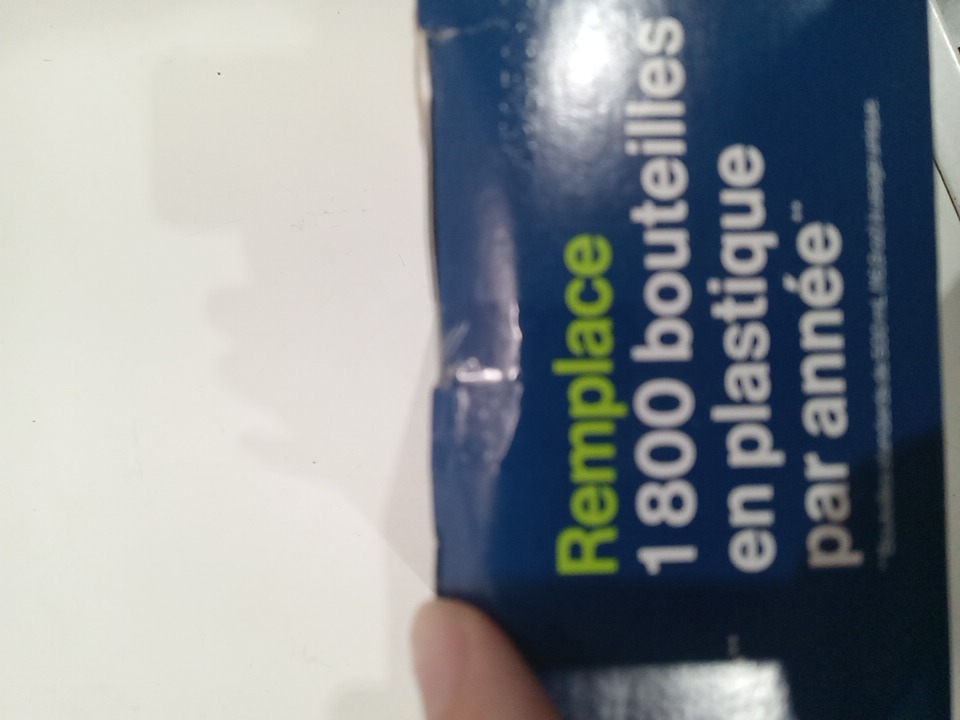 Remplace
1 800 bouteilles
en plastique
par année**